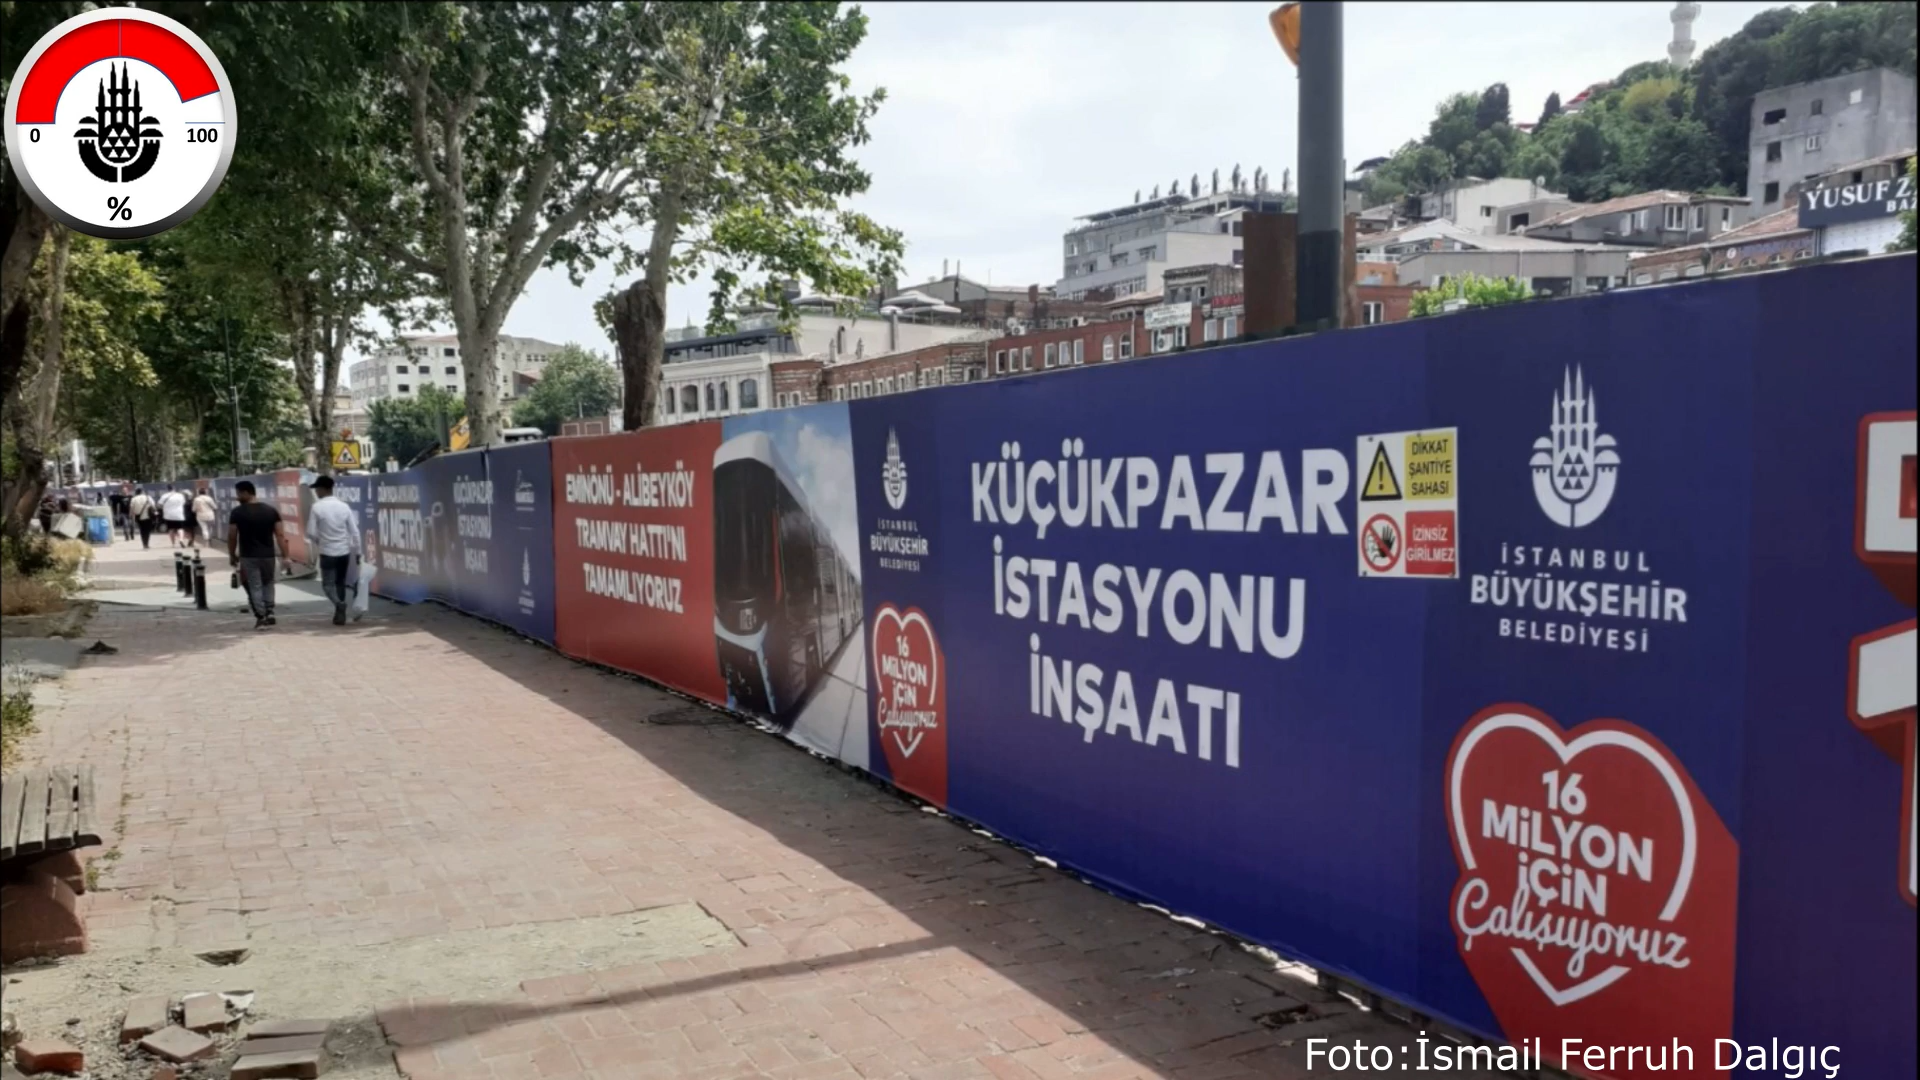 0
100
%
YUSUF
EMİNÖNÜ - ALİBEYKÖY
TRAMVAY HATTI'NI
TAMAMLIYORUZ
10 METRO
KÜÇÜKPAZAR
İSTASYONU
İNŞAATI
İSTANBUL
BÜYÜKŞEHİR
BELEDİYESİ
16
MİLYON
İÇİN
Çalışıyoruz
KÜÇÜKPAZAR
İSTASYONU
İNŞAATI
DİKKAT
ŞANTİYE
SAHASI
İZİNSİZ
GİRİLMEZ
İSTANBUL
BÜYÜKŞEHİR
BELEDİYESİ
16
MİLYON
İÇİN
Çalışıyoruz
Foto:İsmail Ferruh Dalgıç